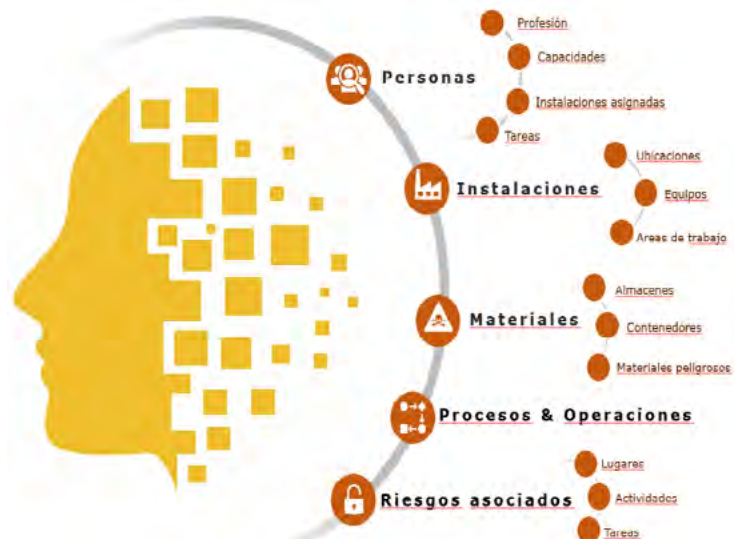 Personas
Profesión
Capacidades
Instalaciones asignadas
Tareas
Instalaciones
Ubicaciones
Equipos
Areas de trabajo
Materiales
Almacenes
Contenedores
Materiales peligrosos
Procesos & Operaciones
Riesgos asociados
Lugares
Actividades
Tareas